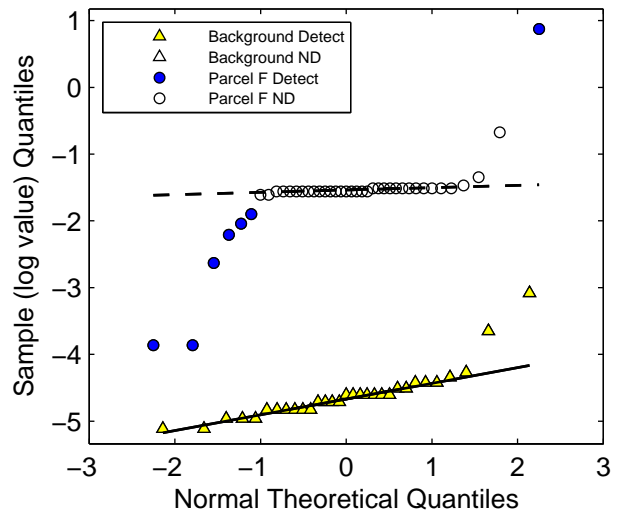 1
0
−1
−2
−3
−4
−5
−3
−2
−1
0
1
2
3
Sample (log value) Quantiles
Normal Theoretical Quantiles
Background Detect
Background ND
Parcel F Detect
Parcel F ND